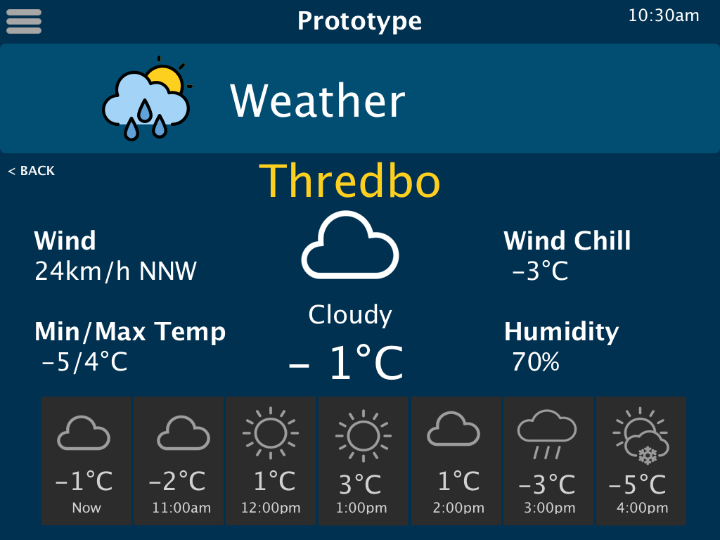 Prototype
10:30am
Weather
< BACK
Thredbo
Wind
24km/h NNW
Wind Chill
-3°C
Cloudy
Min/Max Temp
-5/4°C
- 1°C
Humidity
70%
-1°C
Now
-2°C
11:00am
1°C
12:00pm
3°C
1:00pm
1°C
2:00pm
-3°C
3:00pm
-5°C
4:00pm